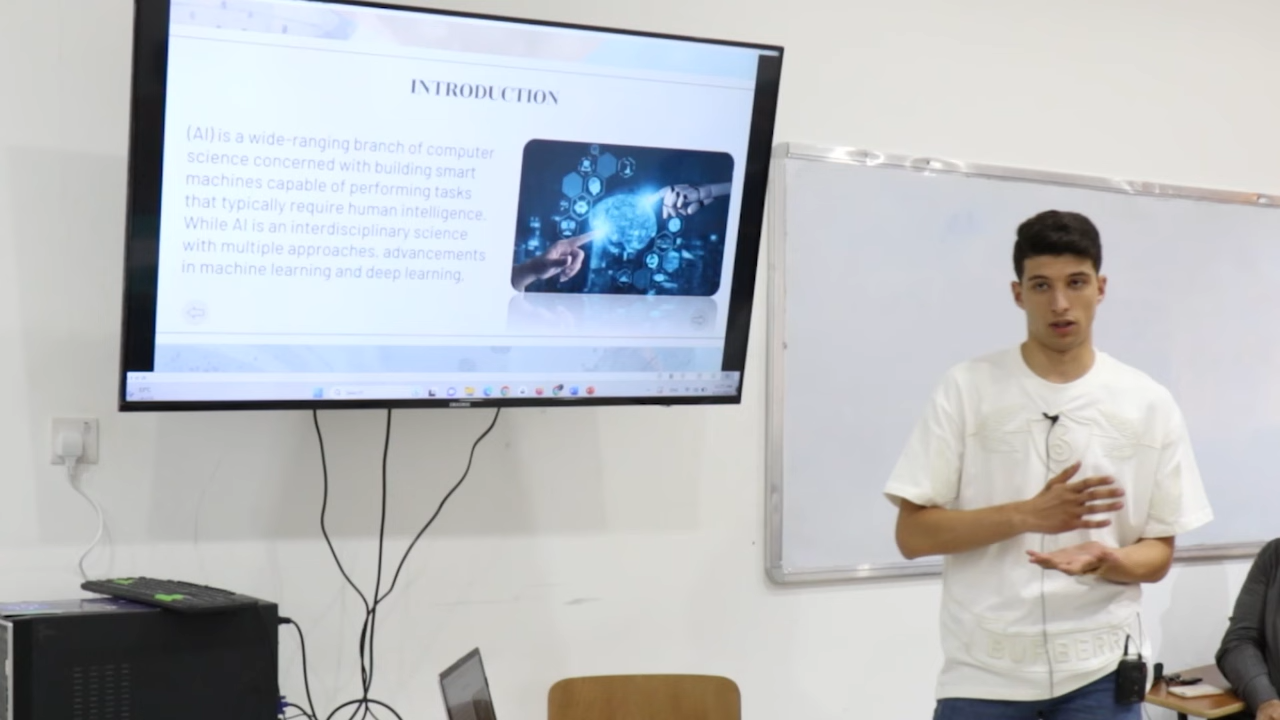 INTRODUCTION
(AI) is a wide-ranging branch of computer
science concerned with building smart
machines capable of performing tasks
that typically require human intelligence.
While AI is an interdisciplinary science
with multiple approaches, advancements
in machine learning and deep learning.
Search
BURBERRY